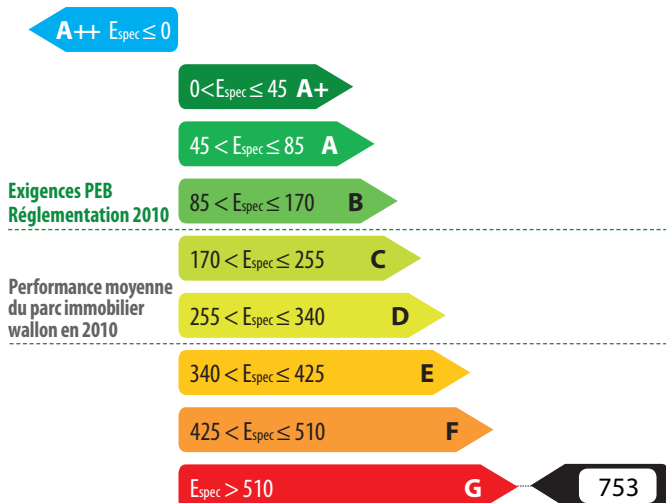 A++ Espec ≤ 0
0<Espec ≤ 45 A+
45 < Espec ≤ 85 A
Exigences PEB
Réglementation 2010
85 < Espec ≤ 170 B
170 < Espec ≤ 255 C
Performance moyenne
du parc immobilier
wallon en 2010
255 < Espec ≤ 340 D
340 < Espec ≤ 425 E
425 < Espec ≤ 510 F
Espec > 510 G 753